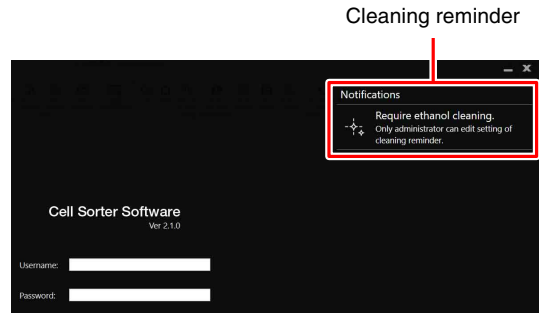 Cleaning reminder
Notifications
Require ethanol cleaning.
Only administrator can edit setting of
cleaning reminder.
Cell Sorter Software
Ver 2.1.0
Username:
Password: